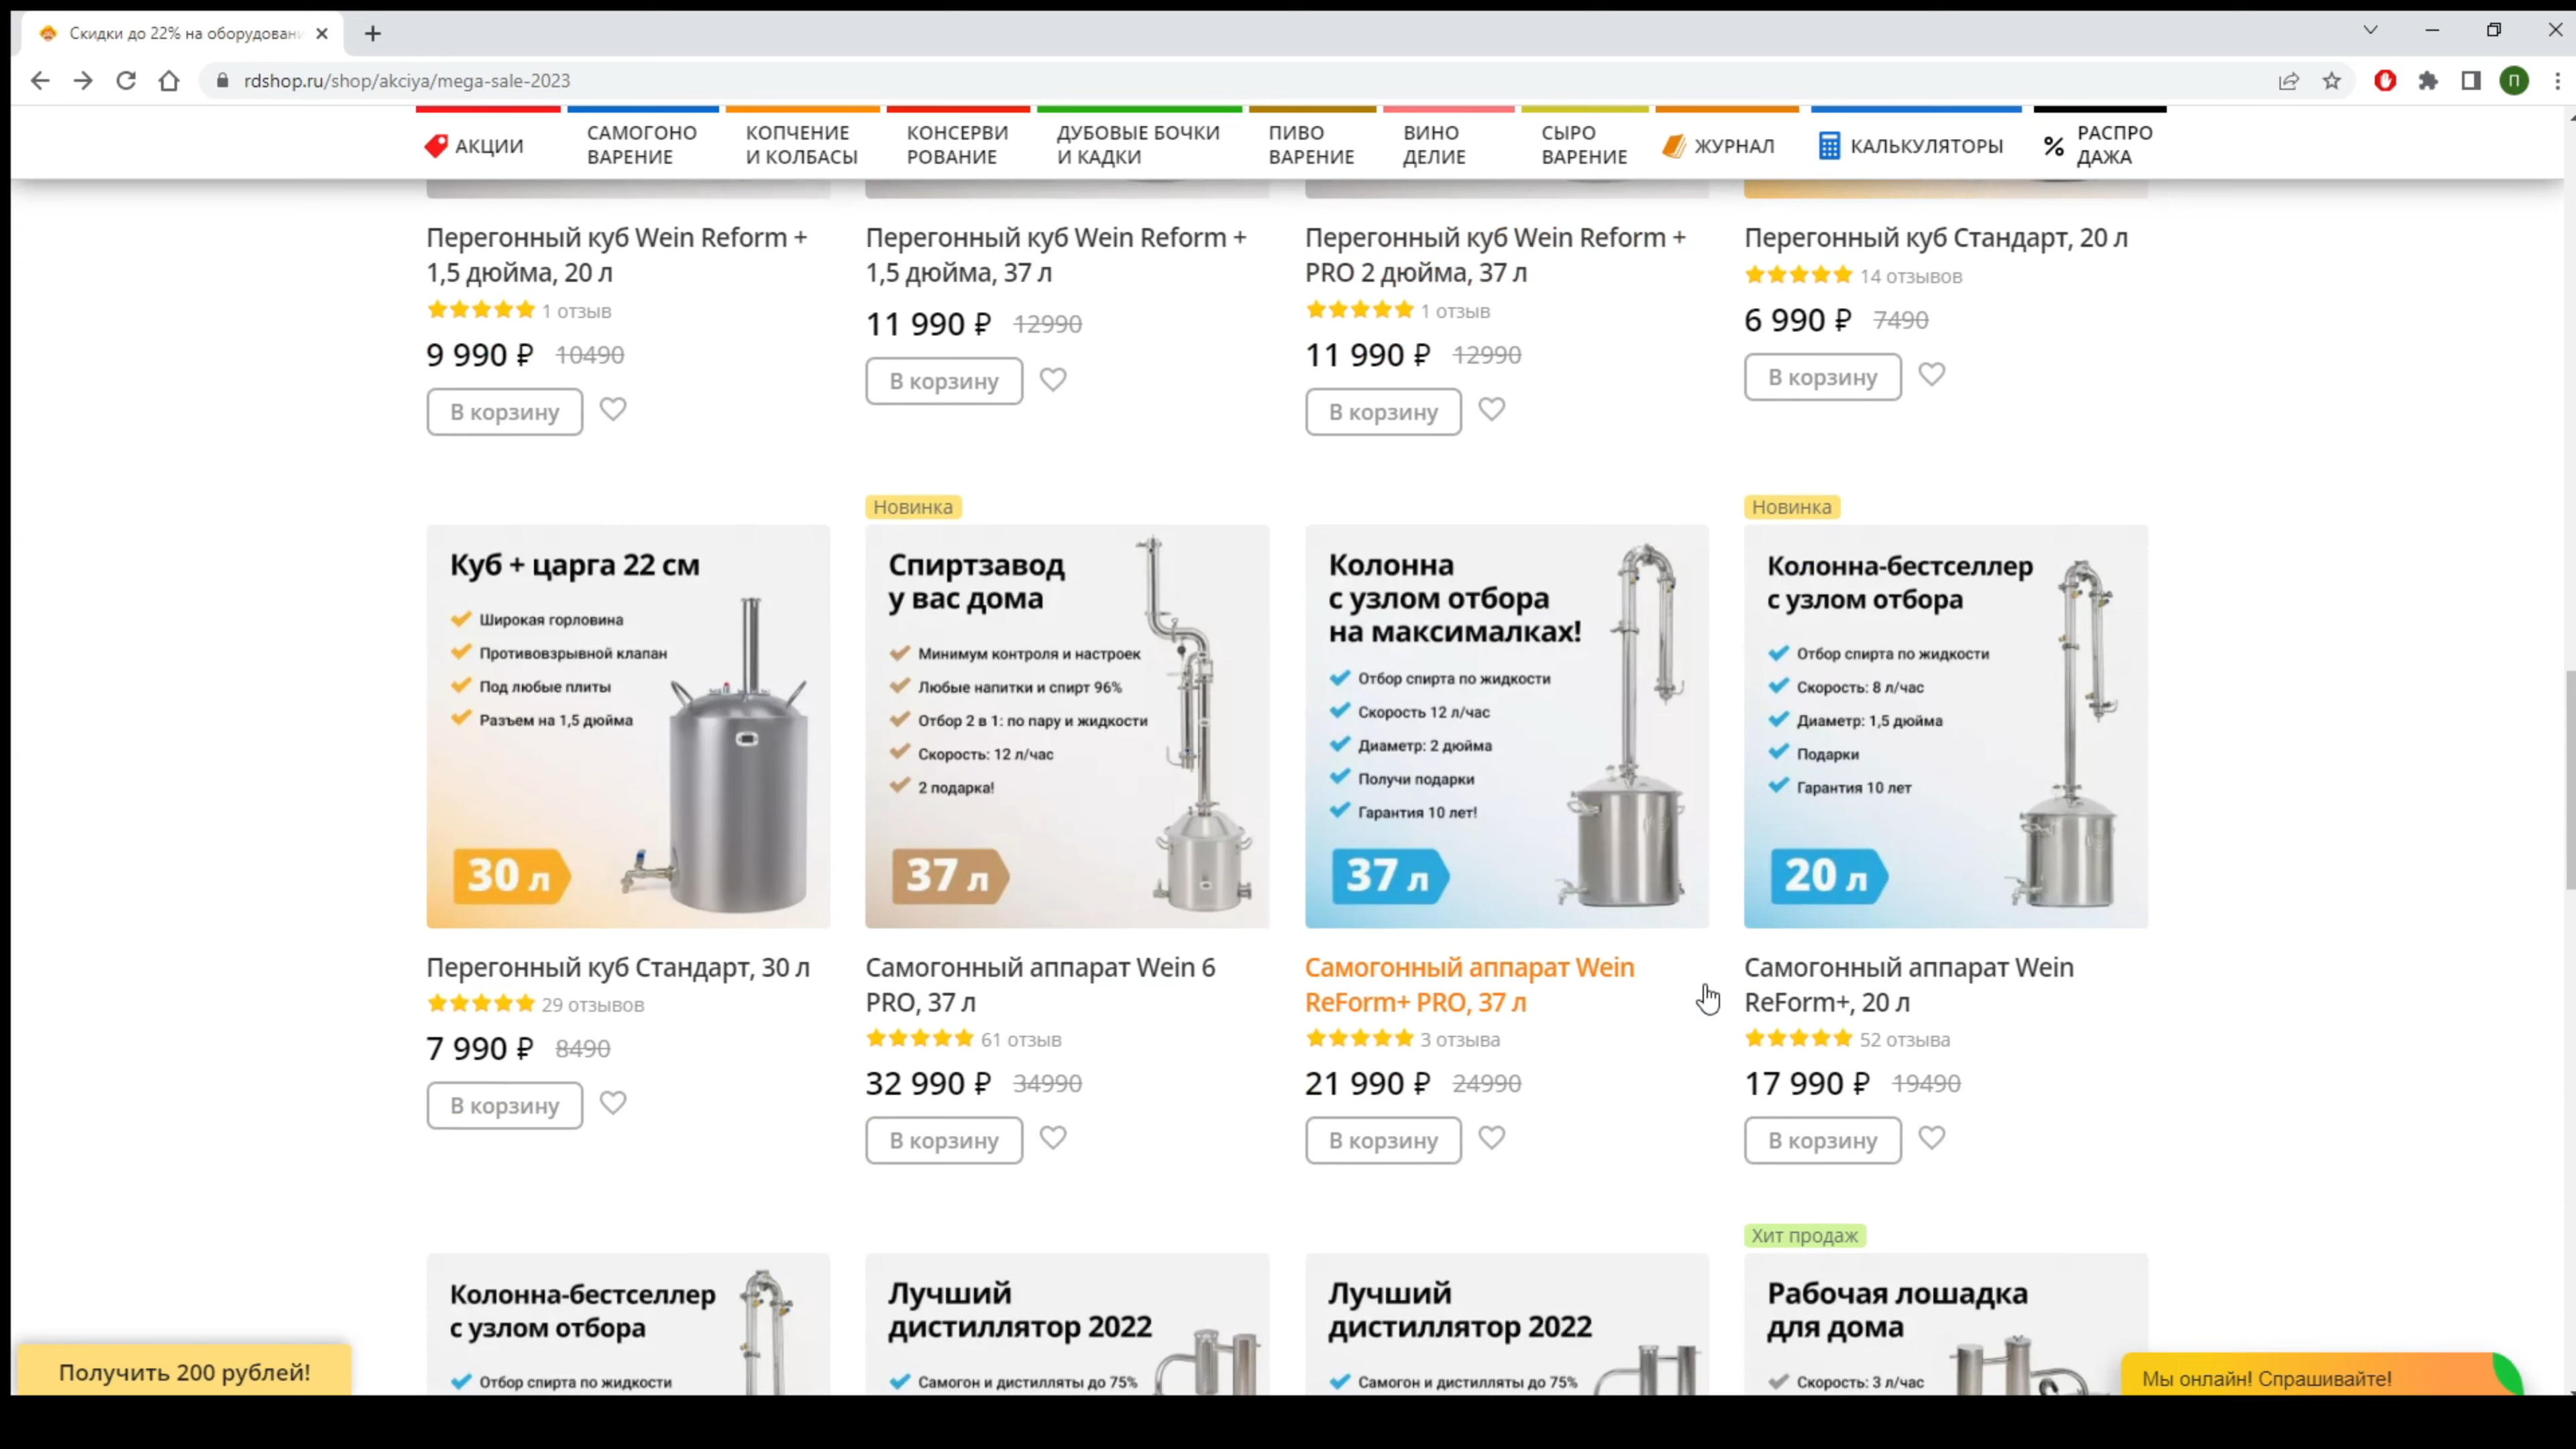 Скидки до 22% на оборудовани
rdshop.ru/shop/akciya/mega-sale-2023
П
АКЦИИ
САМОГОНО
ВАРЕНИЕ
КОПЧЕНИЕ
И КОЛБАСЫ
КОНСЕРВИ
РОВАНИЕ
ДУБОВЫЕ БОЧКИ
И КАДКИ
ПИВО
ВАРЕНИЕ
ВИНО
ДЕЛИЕ
СЫРО
ВАРЕНИЕ
ЖУРНАЛ
КАЛЬКУЛЯТОРЫ
% РАСПРО
ДАЖА
Перегонный куб Wein Reform +
1,5 дюйма, 20 л
1 отзыв
9 990 ₽ 10490
В корзину
Перегонный куб Wein Reform +
1,5 дюйма, 37 л
11 990 ₽ 12990
В корзину
Перегонный куб Wein Reform +
PRO 2 дюйма, 37 л
1 отзыв
11 990 ₽ 12990
В корзину
Перегонный куб Стандарт, 20 л
14 отзывов
6 990 ₽ 7490
В корзину
Куб + царга 22 см
Широкая горловина
Противовзрывной клапан
Под любые плиты
Разъем на 1,5 дюйма
30 л
Перегонный куб Стандарт, 30 л
29 отзывов
7 990 ₽ 8490
В корзину
Новинка
Спиртзавод
у вас дома
Минимум контроля и настроек
Любые напитки и спирт 96%
Отбор 2 в 1: по пару и жидкости
Скорость: 12 л/час
2 подарка!
37 л
Самогонный аппарат Wein 6
PRO, 37 л
61 отзыв
32 990 ₽ 34990
В корзину
Колонна
с узлом отбора
на максималках!
Отбор спирта по жидкости
Скорость 12 л/час
Диаметр: 2 дюйма
Получи подарки
Гарантия 10 лет!
37 л
Самогонный аппарат Wein
ReForm+ PRO, 37 л
3 отзыва
21 990 ₽ 24990
В корзину
Новинка
Колонна-бестселлер
с узлом отбора
Отбор спирта по жидкости
Скорость: 8 л/час
Диаметр: 1,5 дюйма
Подарки
Гарантия 10 лет
20 л
Самогонный аппарат Wein
ReForm+, 20 л
52 отзыва
17 990 ₽ 19490
В корзину
Колонна-бестселлер
с узлом отбора
Отбор спирта по жидкости
Лучший
дистиллятор 2022
Самогон и дистилляты до 75%
Лучший
дистиллятор 2022
Самогон и дистилляты до 75%
Хит продаж
Рабочая лошадка
для дома
Скорость: 3 л/час
Получить 200 рублей!
Мы онлайн! Спрашивайте!